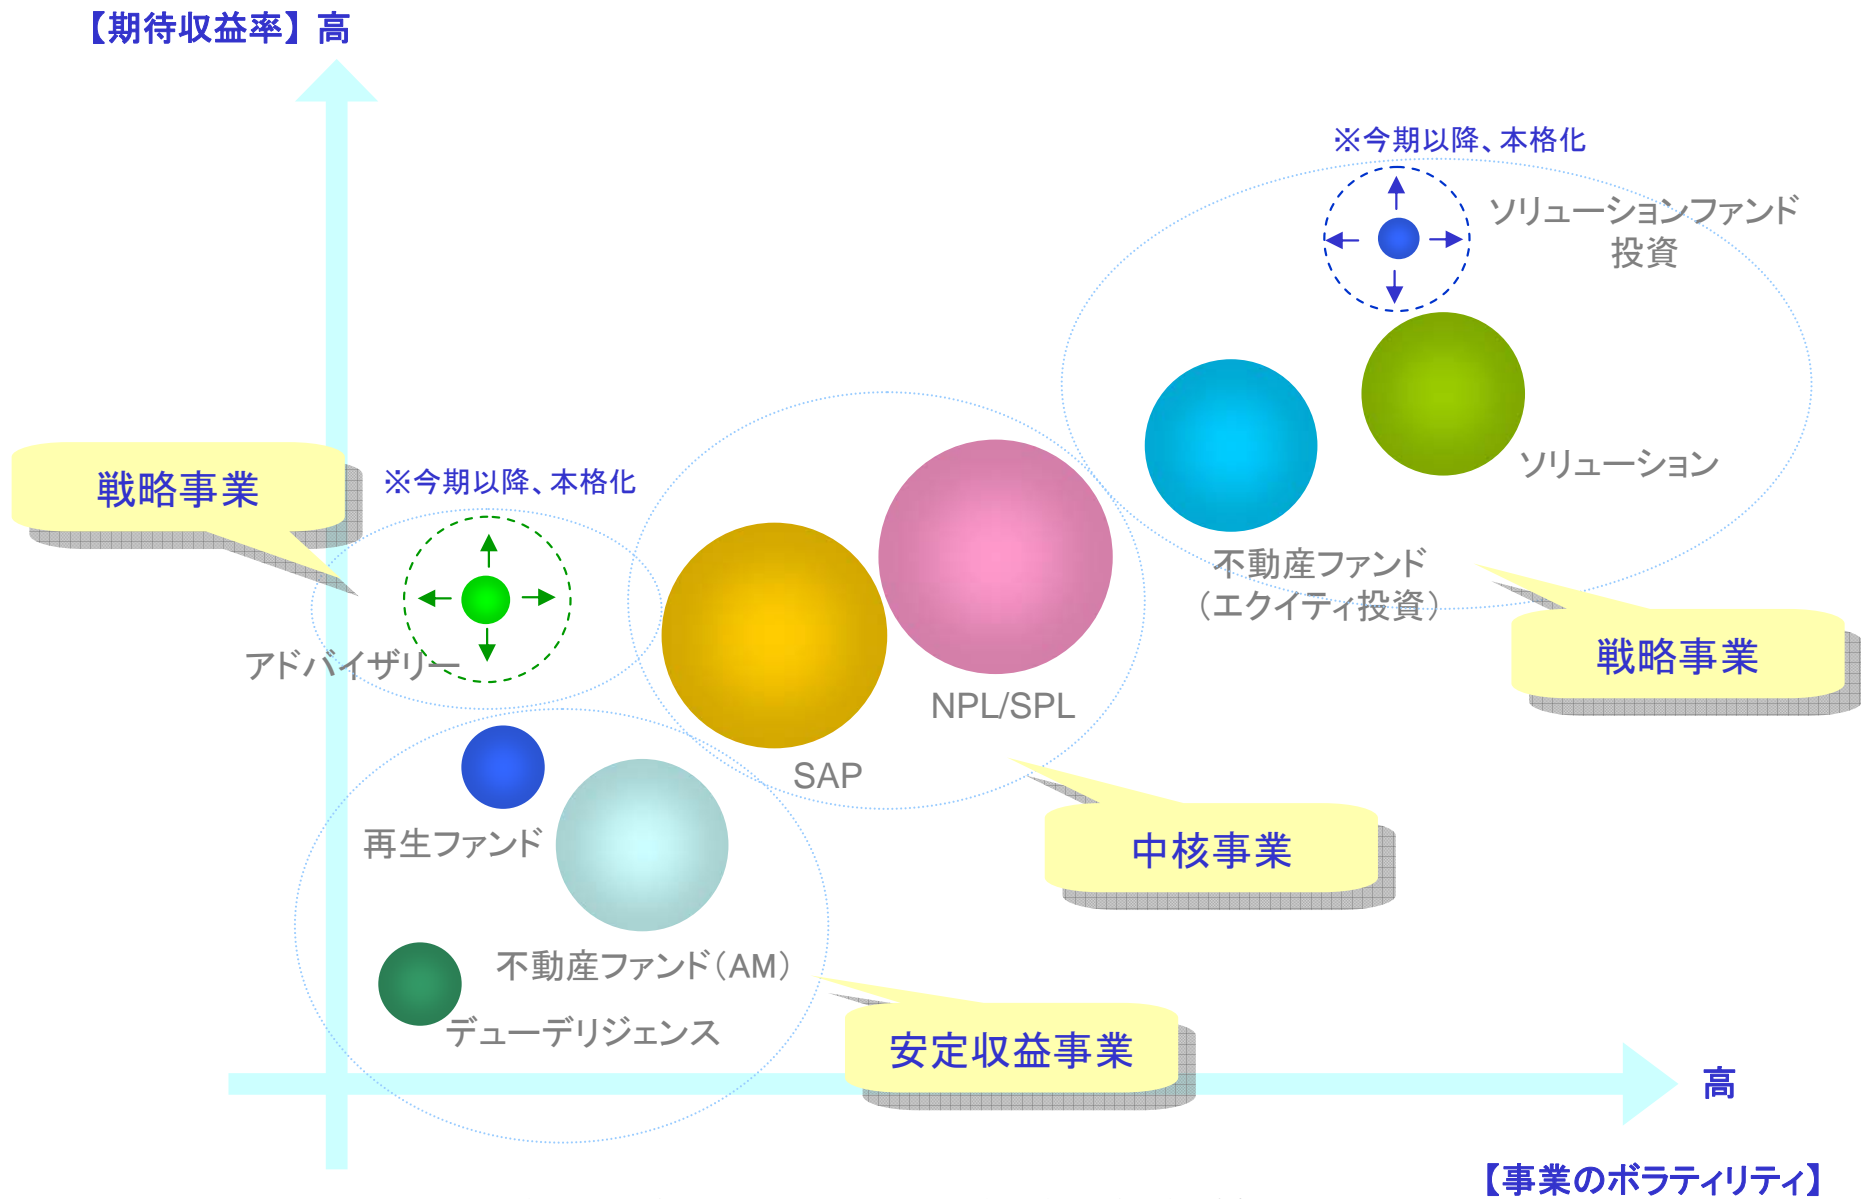 【期待収益率】 高
※今期以降、本格化
ソリューションファンド
投資
戦略事業
※今期以降、本格化
ソリューション
不動産ファンド
（エクイティ投資）
戦略事業
アドバイザリー
NPL/SPL
SAP
再生ファンド
中核事業
不動産ファンド（AM）
デューデリジェンス
安定収益事業
高
【事業のボラティリティ】